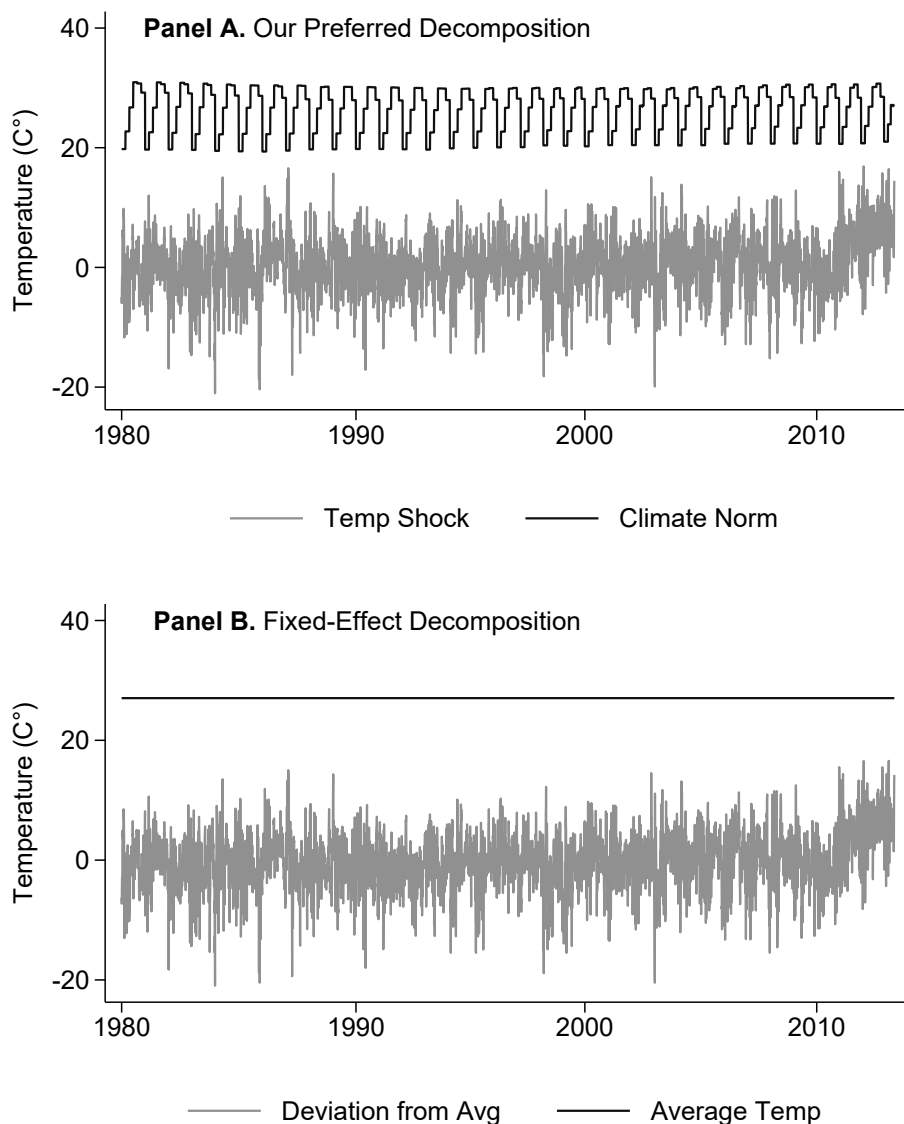 Panel A. Our Preferred Decomposition
Temperature (C°)
40
20
0
-20
1980 1990 2000 2010
Temp Shock Climate Norm
Panel B. Fixed-Effect Decomposition
Temperature (C°)
40
20
0
-20
1980 1990 2000 2010
Deviation from Avg Average Temp